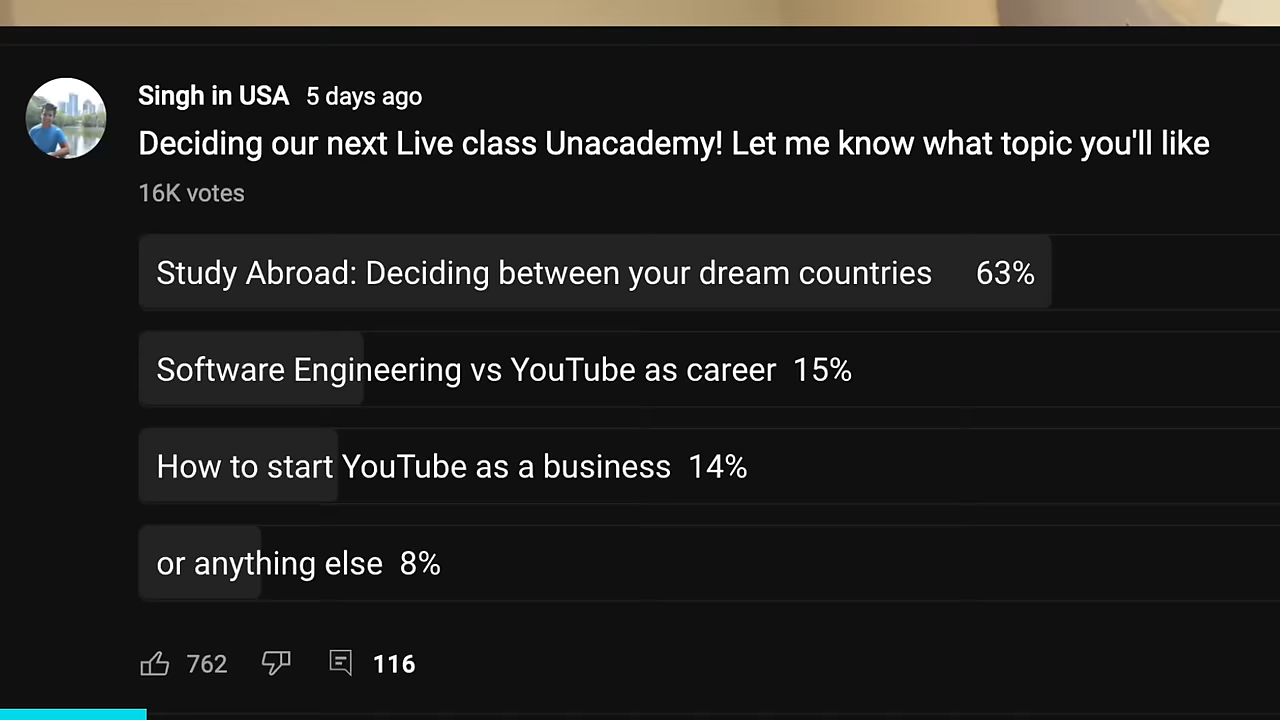 Singh in USA 5 days ago
Deciding our next Live class Unacademy! Let me know what topic you'll like
16K votes
Study Abroad: Deciding between your dream countries 63%
Software Engineering vs YouTube as career 15%
How to start YouTube as a business 14%
or anything else 8%
762 116